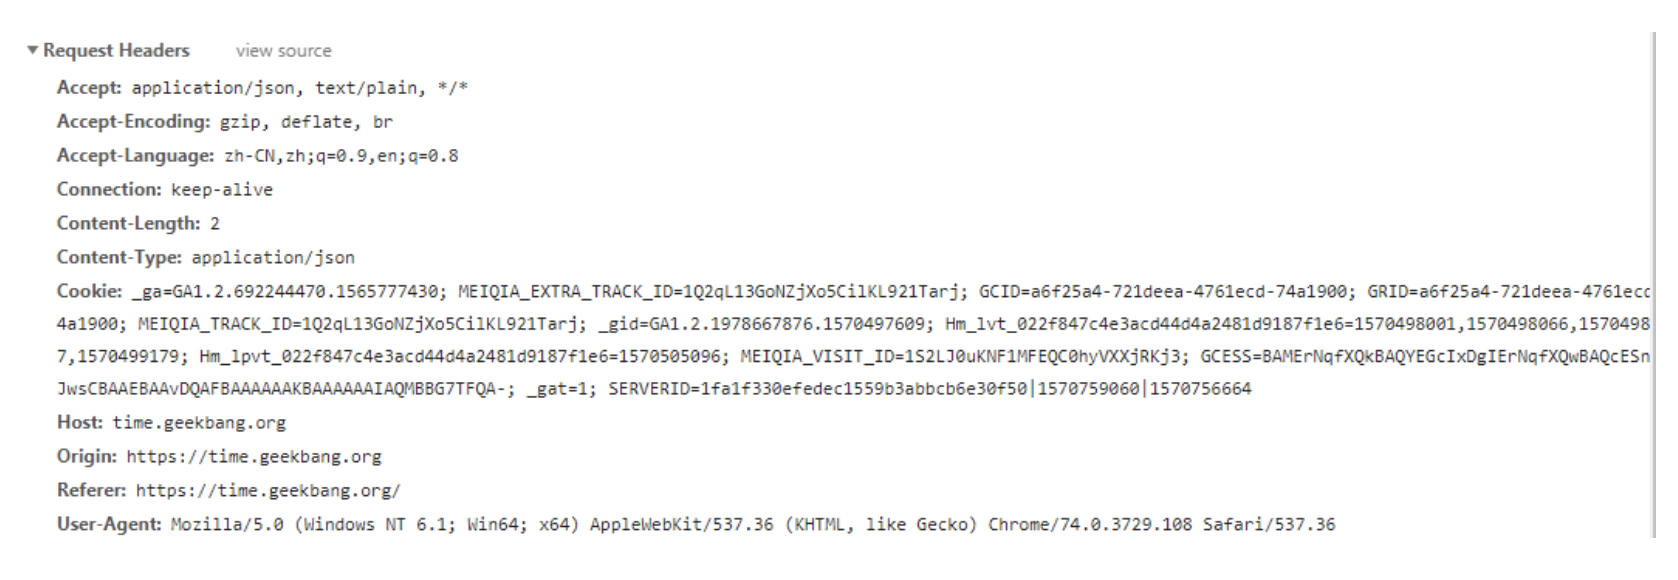 Request Headers view source
Accept: application/json, text/plain, */*
Accept-Encoding: gzip, deflate, br
Accept-Language: zh-CN,zh;q=0.9,en;q=0.8
Connection: keep-alive
Content-Length: 2
Content-Type: application/json
Cookie: _ga=GA1.2.692244470.1565777430; MEIQIA_EXTRA_TRACK_ID=1Q2qL13GoNZjXo5CilKL921Tarj; GCID=a6f25a4-721deea-4761ecd-74a1900; GRID=a6f25a4-721deea-4761ecc
4a1900; MEIQIA_TRACK_ID=1Q2qL13GoNZjXo5CilKL921Tarj; _gid=GA1.2.1978667876.1570497609; Hm_lvt_022f847c4e3acd44d4a2481d9187f1e6=1570498001,1570498066,1570498
7,1570499179; Hm_lpvt_022f847c4e3acd44d4a2481d9187f1e6=1570505096; MEIQIA_VISIT_ID=1S2LJ0uKNF1MFEQC0hyVXXjRKj3; GCESS=BAMErNqfXQkBAQYEGcIxDgIErNqfXQwBAQcESn
JwsCBAAEBAAvDQAFBAAAAAAKBAAAAAAIAQMBBG7TFQA-; _gat=1; SERVERID=1fa1f330efedec1559b3abbcb6e30f50|1570759060|1570756664
Host: time.geekbang.org
Origin: https://time.geekbang.org
Referer: https://time.geekbang.org/
User-Agent: Mozilla/5.0 (Windows NT 6.1; Win64; x64) AppleWebKit/537.36 (KHTML, like Gecko) Chrome/74.0.3729.108 Safari/537.36